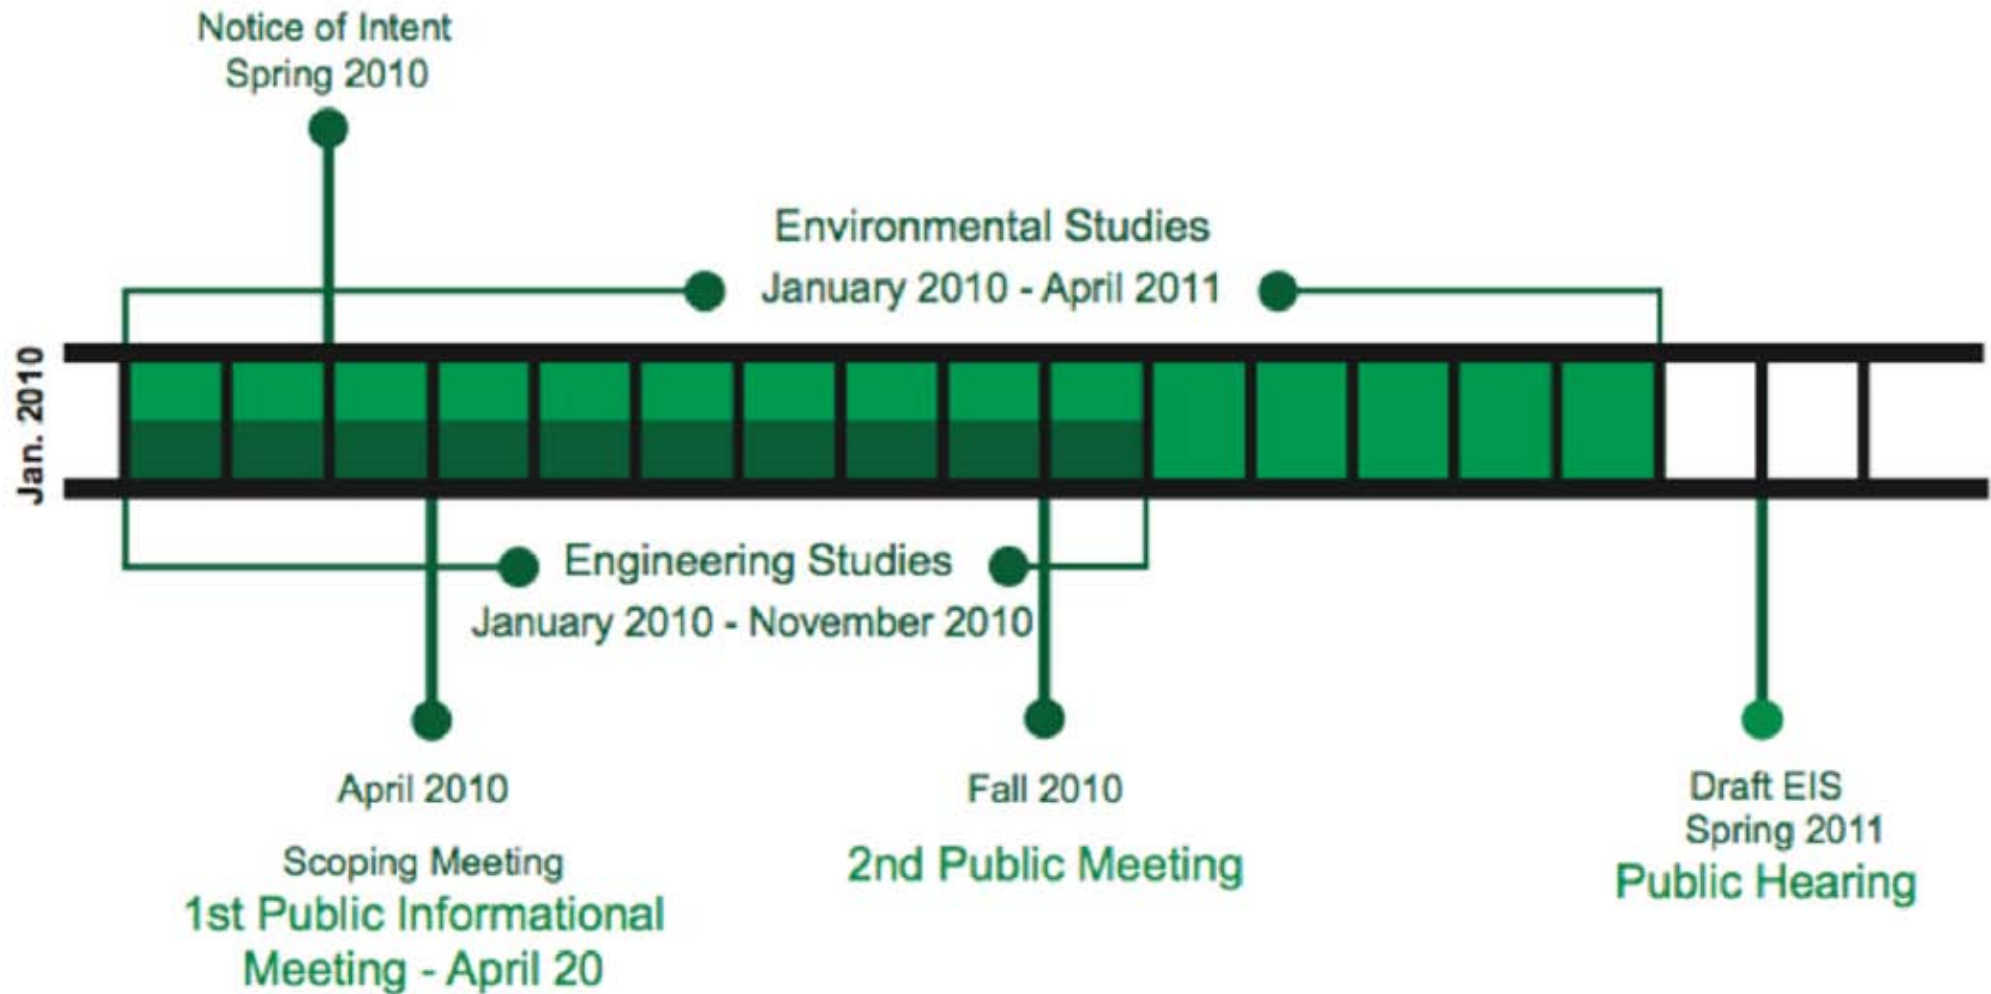 Notice of Intent
Spring 2010
Environmental Studies
January 2010 - April 2011
Jan. 2010
Engineering Studies
January 2010 - November 2010
April 2010
Scoping Meeting
1st Public Informational
Meeting - April 20
Fall 2010
2nd Public Meeting
Draft EIS
Spring 2011
Public Hearing